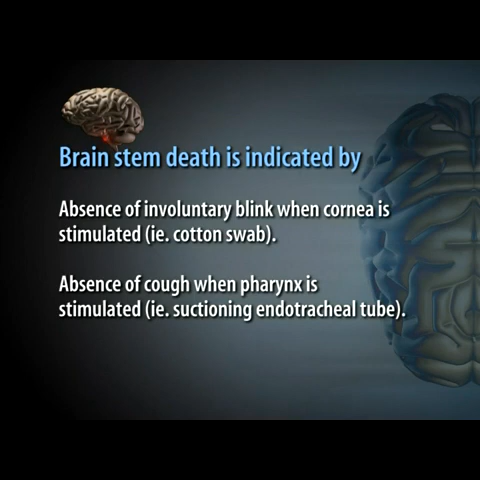 Brain stem death is indicated by
Absence of involuntary blink when cornea is
stimulated (ie. cotton swab).
Absence of cough when pharynx is
stimulated (ie. suctioning endotracheal tube).